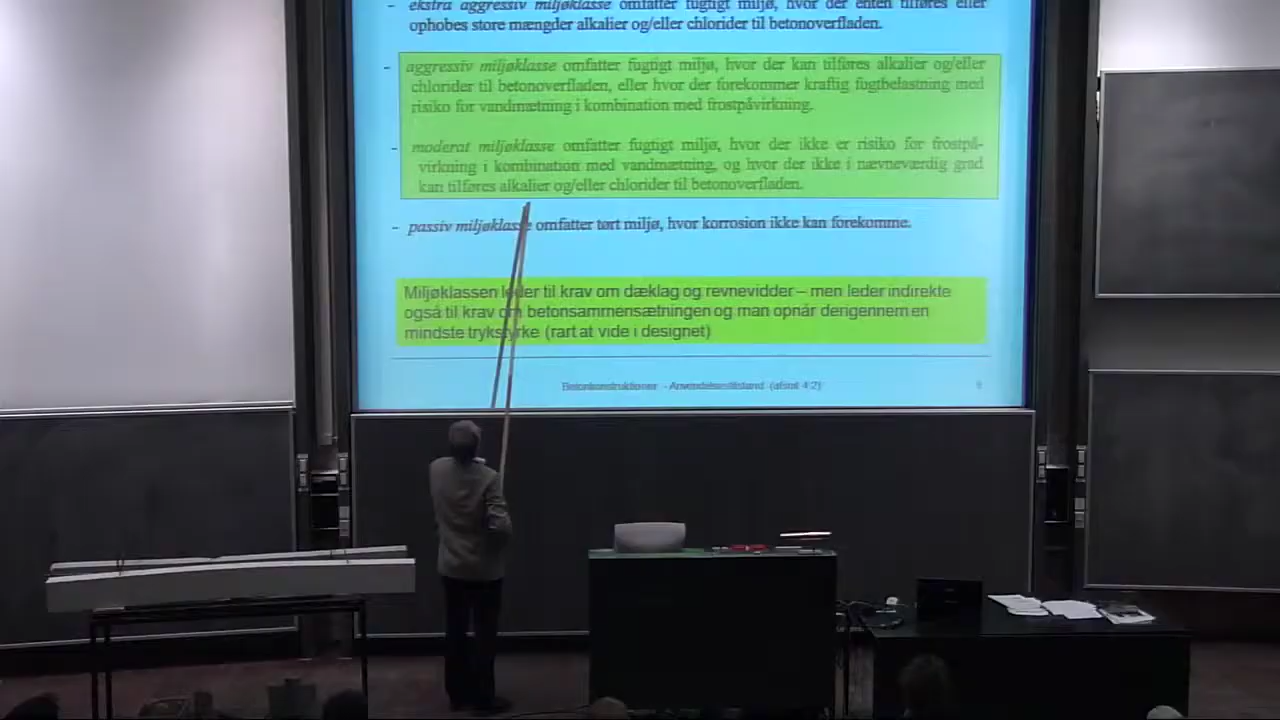 - ekstra aggressiv miljøklasse omfatter fugtigt miljø, hvor der enten tilføres eller
ophobes store mængder alkalier og/eller chlorider til betonoverfladen.
- aggressiv miljøklasse omfatter fugtigt miljø, hvor der kan tilføres alkalier og/eller
chlorider til betonoverfladen, eller hvor der forekommer kraftig fugtbelastning med
risiko for vandmætning i kombination med frostpåvirkning.
- moderat miljøklasse omfatter fugtigt miljø, hvor der ikke er risiko for frostpå-
virkning i kombination med vandmætning, og hvor der ikke i nævneværdig grad
kan tilføres alkalier og/eller chlorider til betonoverfladen.
- passiv miljøklasse omfatter tørt miljø, hvor korrosion ikke kan forekomme.
Miljøklassen leder til krav om dæklag og revnevidder – men leder indirekte
også til krav om betonsammensætningen og man opnår derigennem en
mindste trykstyrke (rart at vide i designet)
Betonkonstruktioner - Anvendelsestilstand (afsnit 4.2)